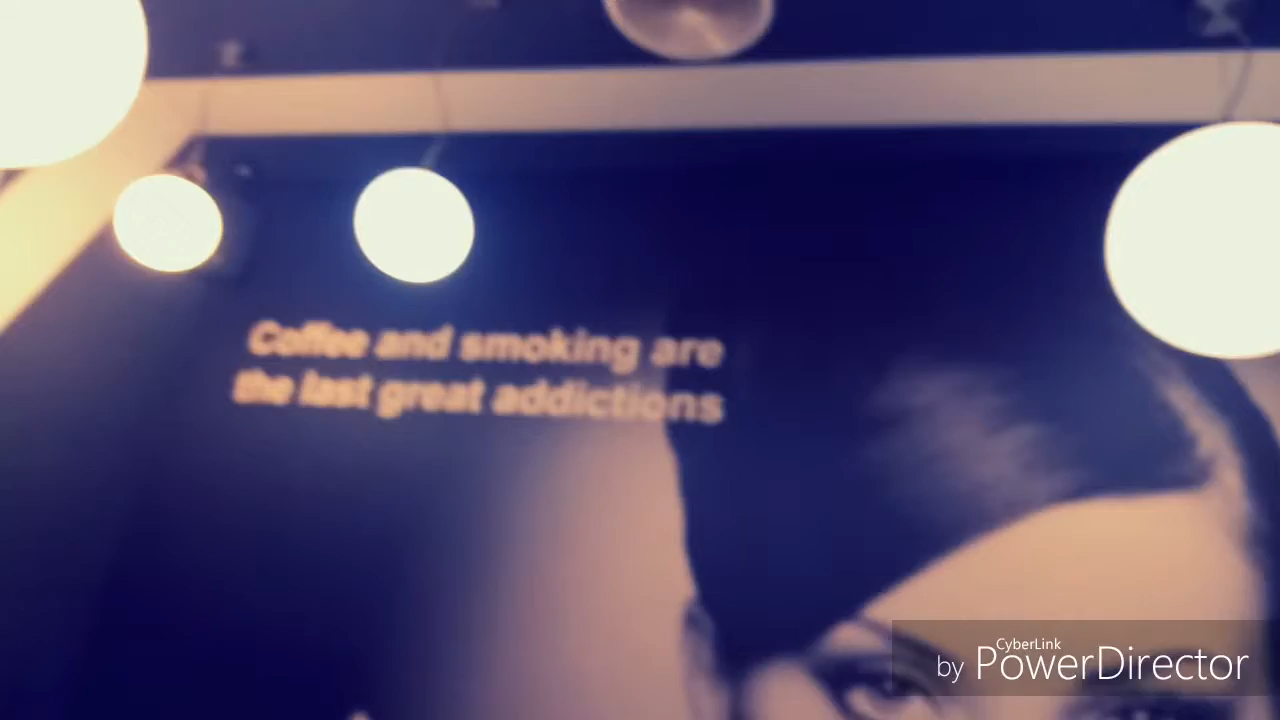 Coffee and smoking are
the last great addictions
CyberLink
by PowerDirector